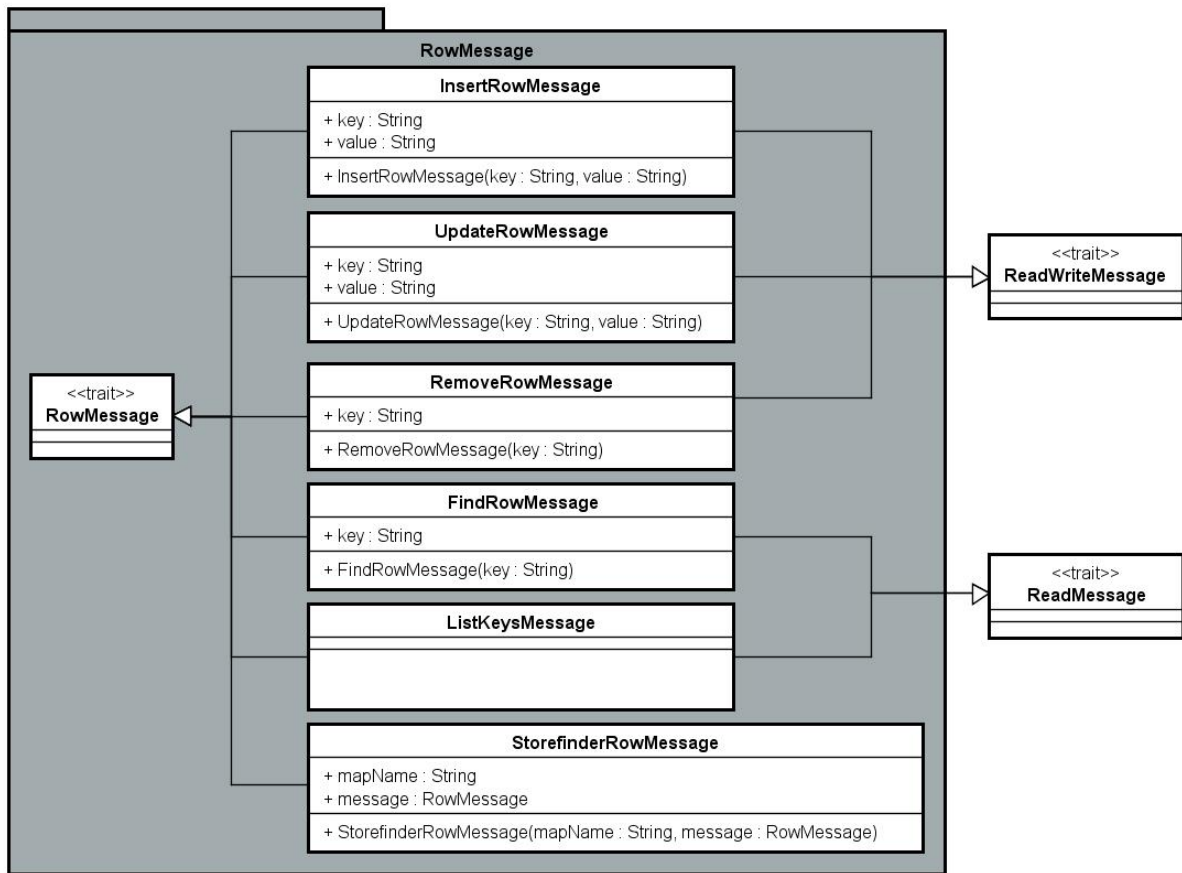 RowMessage
InsertRowMessage
+ key : String
+ value : String
+ InsertRowMessage(key : String, value : String)
UpdateRowMessage
+ key : String
+ value : String
+ UpdateRowMessage(key : String, value : String)
<<trait>>
ReadWriteMessage
<<trait>>
RowMessage
RemoveRowMessage
+ key : String
+ RemoveRowMessage(key : String)
FindRowMessage
+ key : String
+ FindRowMessage(key : String)
<<trait>>
ReadMessage
ListKeysMessage
StorefinderRowMessage
+ mapName : String
+ message : RowMessage
+ StorefinderRowMessage(mapName : String, message : RowMessage)